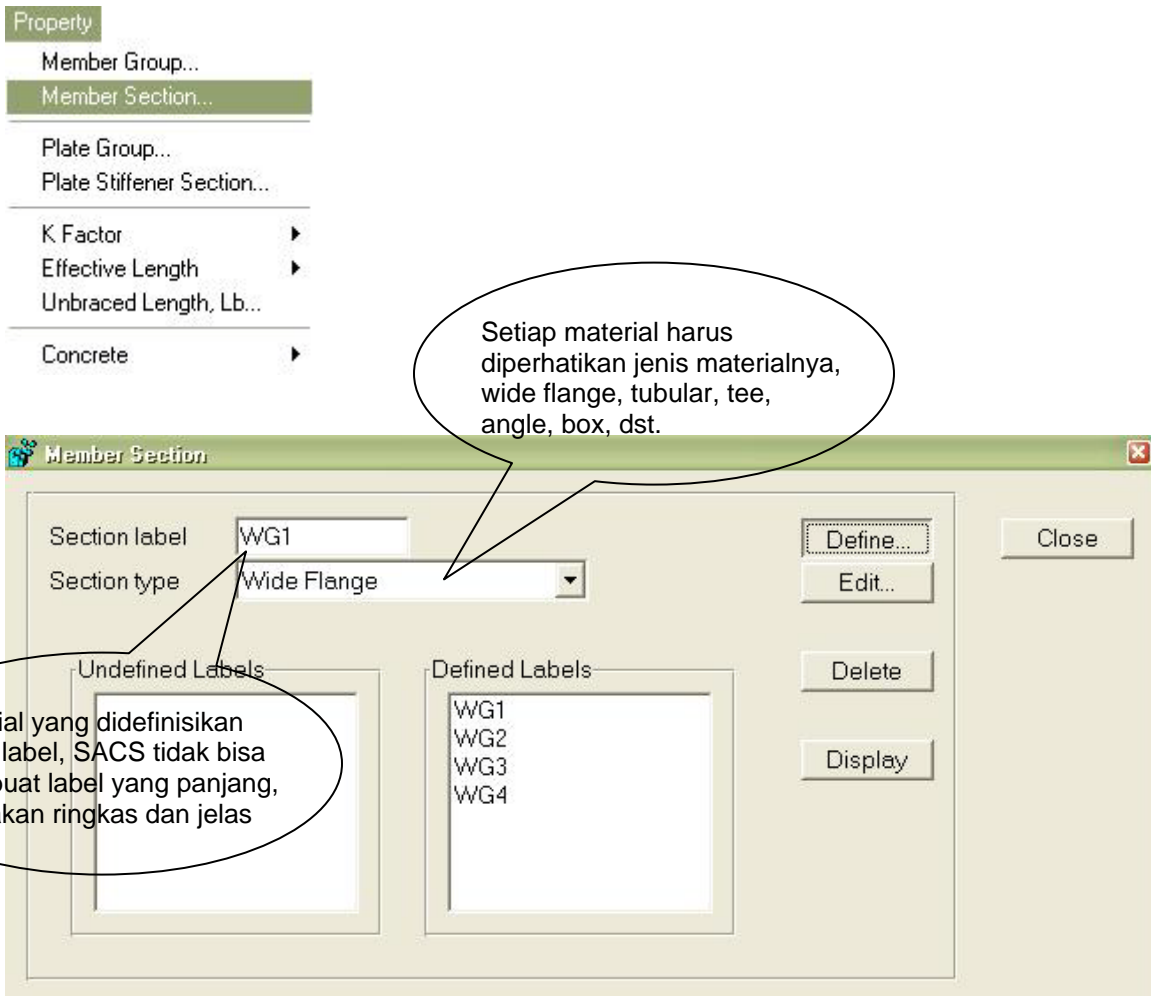 Property
Member Group...
Member Section...
Plate Group...
Plate Stiffener Section...
K Factor
Effective Length
Unbraced Length, Lb...
Concrete
Setiap material harus
diperhatikan jenis materialnya,
wide flange, tubular, tee,
angle, box, dst.
Member Section
Section label WG1 Define... Close
Section type Wide Flange Edit...
Undefined Labels Defined Labels Delete
WG1
WG2
WG3
WG4
Display
yang didefinisikan
label, SACS tidak bisa
label yang panjang,
ringkas dan jelas